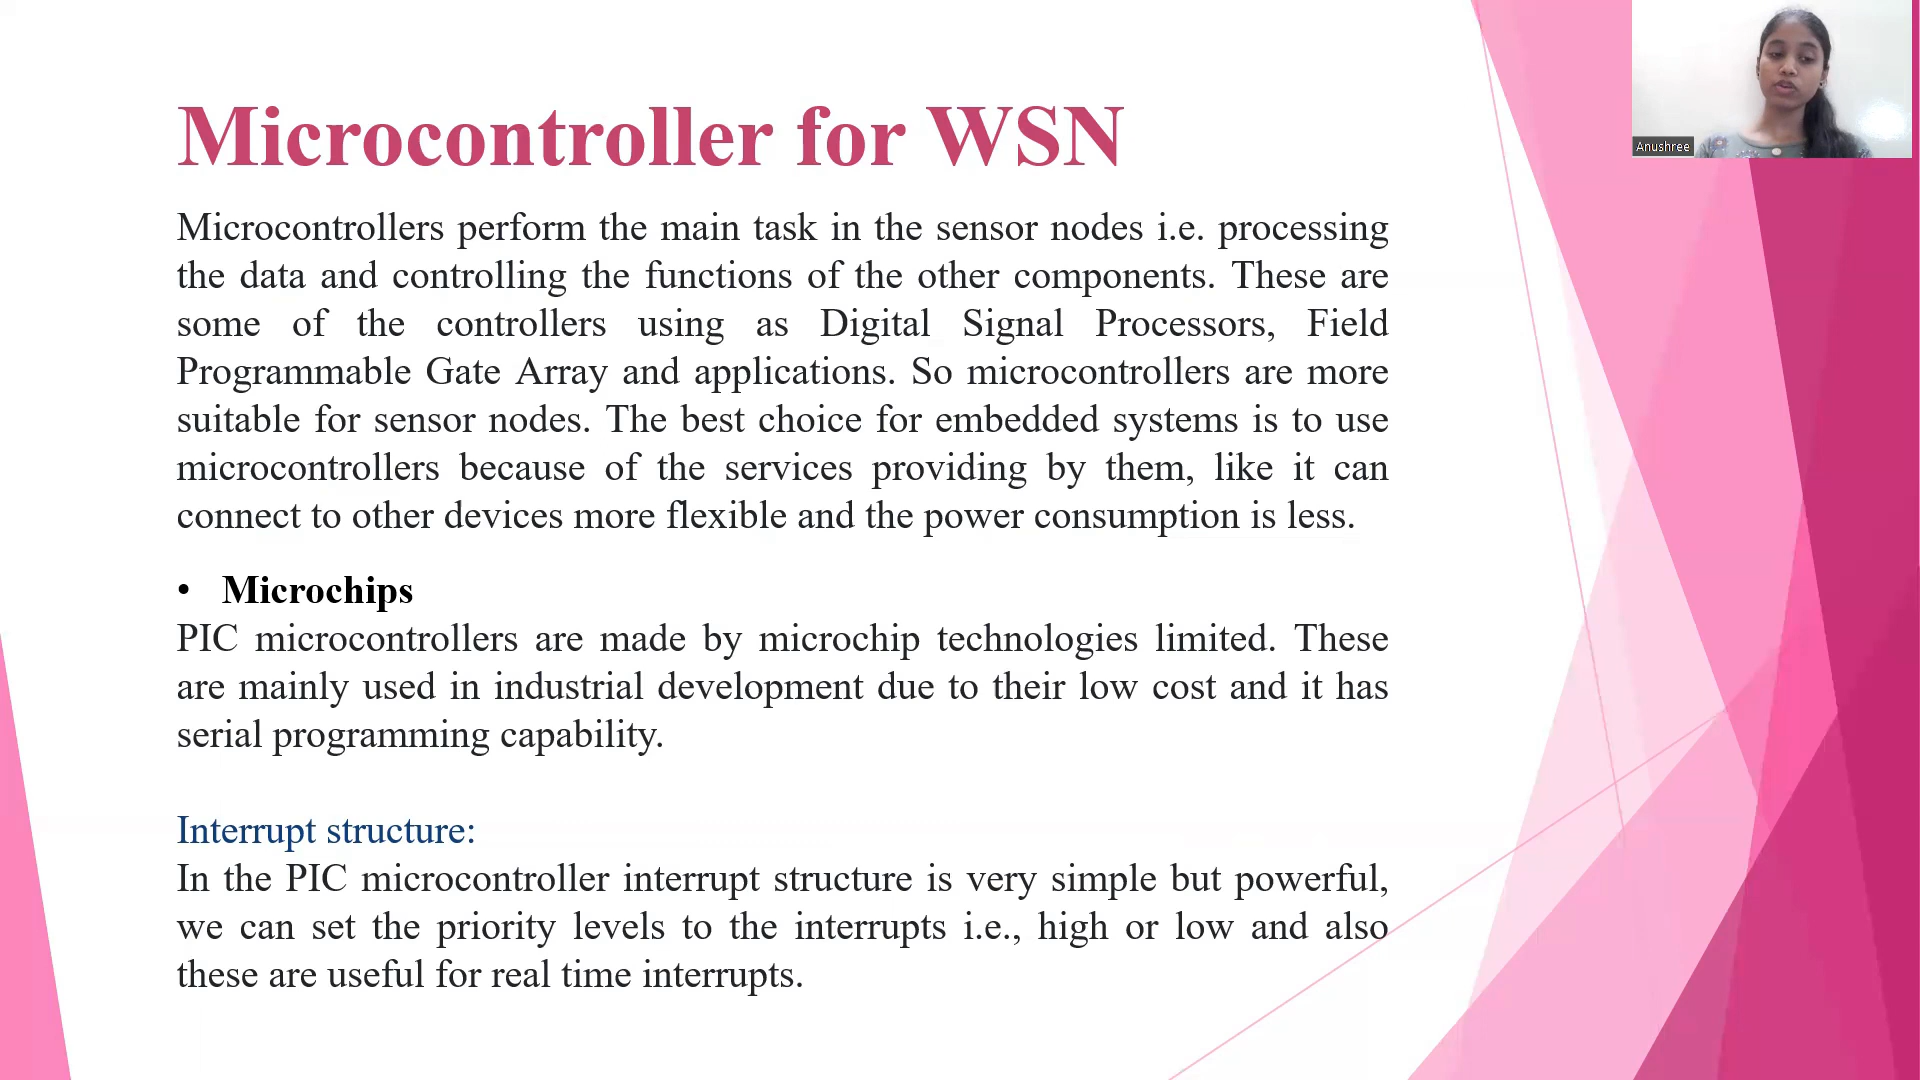 Microcontroller for WSN
Anushree
Microcontrollers perform the main task in the sensor nodes i.e. processing
the data and controlling the functions of the other components. These are
some of the controllers using as Digital Signal Processors, Field
Programmable Gate Array and applications. So microcontrollers are more
suitable for sensor nodes. The best choice for embedded systems is to use
microcontrollers because of the services providing by them, like it can
connect to other devices more flexible and the power consumption is less.
• Microchips
PIC microcontrollers are made by microchip technologies limited. These
are mainly used in industrial development due to their low cost and it has
serial programming capability.
Interrupt structure:
In the PIC microcontroller interrupt structure is very simple but powerful,
we can set the priority levels to the interrupts i.e., high or low and also
these are useful for real time interrupts.